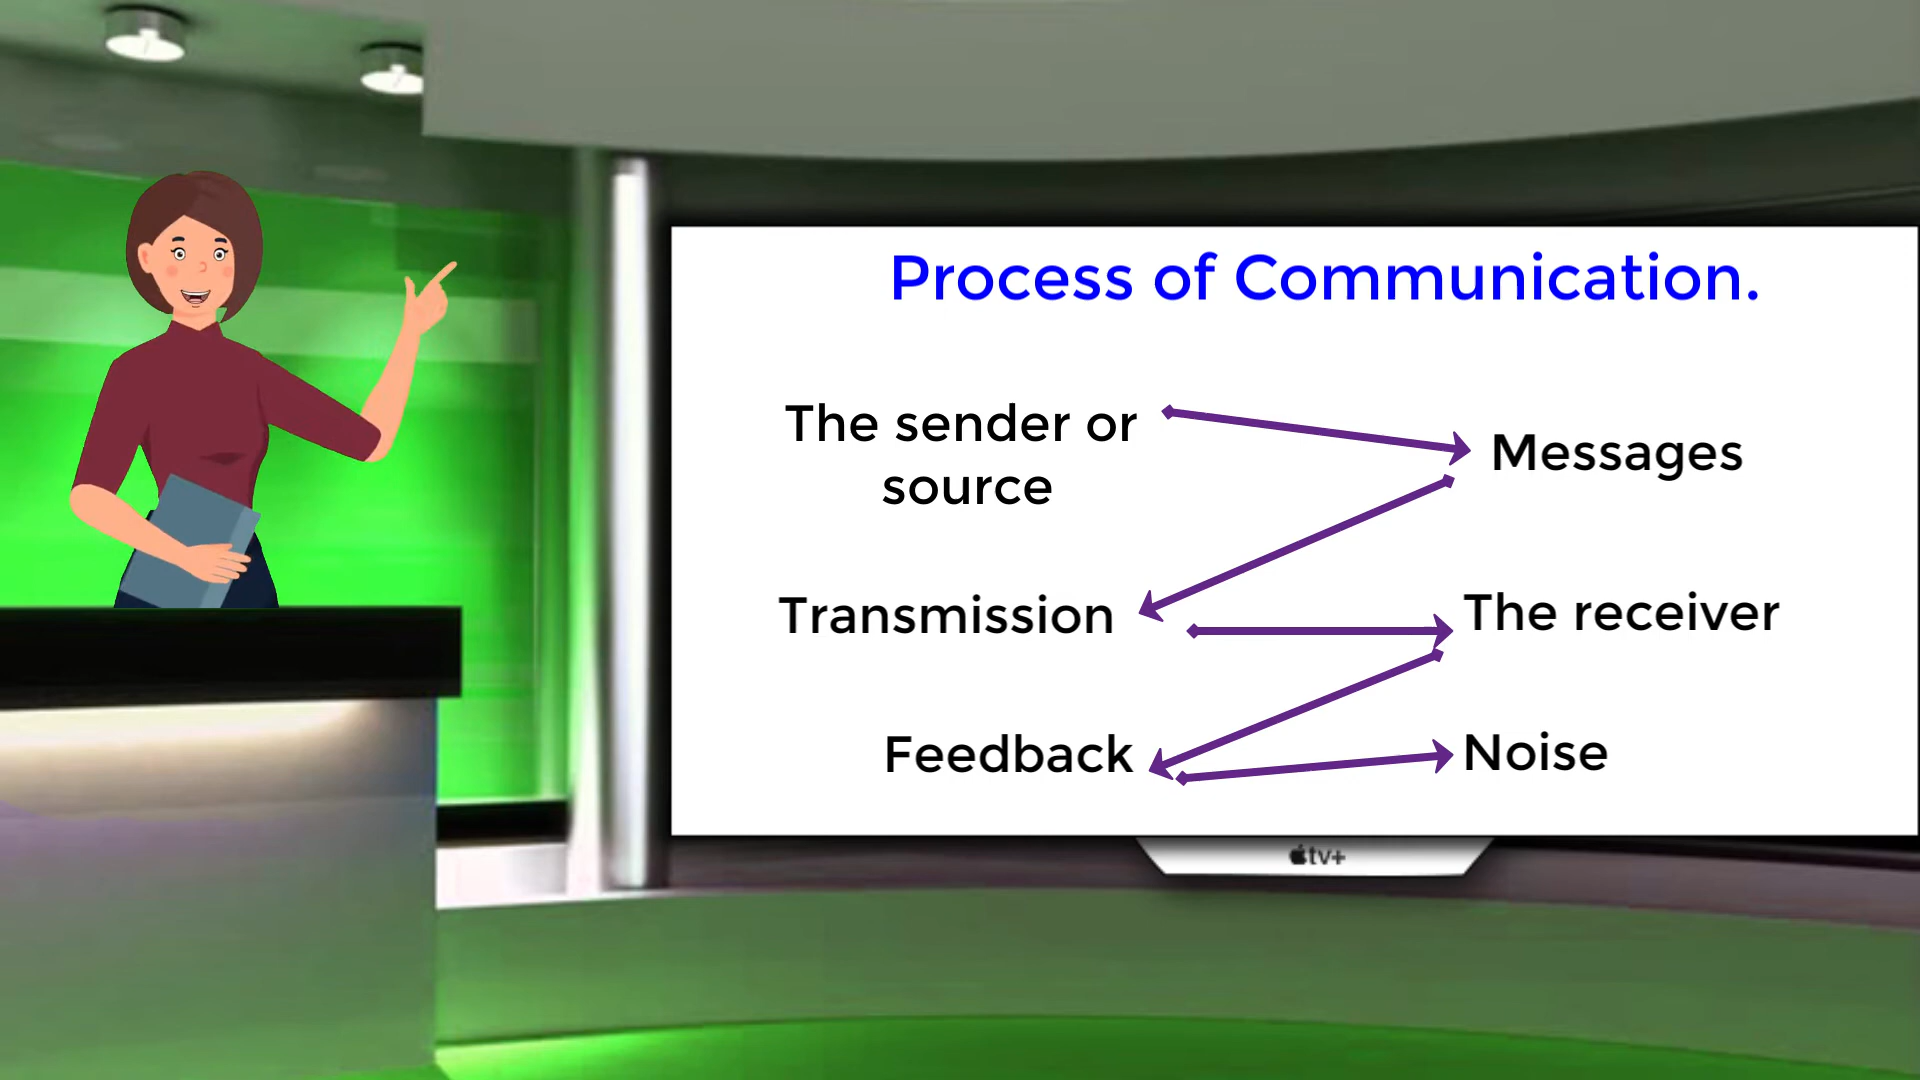 Process of Communication.
The sender or
source
Messages
Transmission
The receiver
Feedback
Noise
tv+